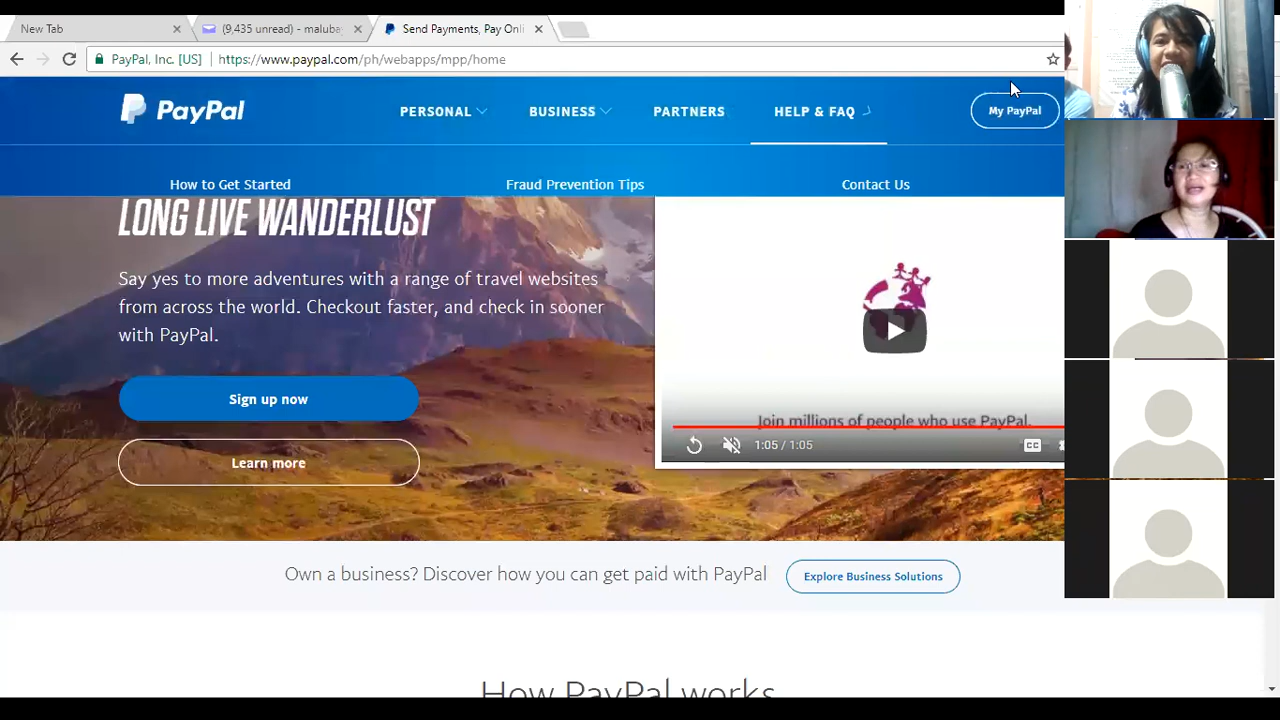 New Tab
(9,435 unread) - maluba
Send Payments, Pay Onli
PayPal, Inc. [US]
https://www.paypal.com/ph/webapps/mpp/home
PayPal
PERSONAL
BUSINESS
PARTNERS
HELP & FAQ
My PayPal
How to Get Started
Fraud Prevention Tips
Contact Us
LONG LIVE WANDERLUST
Say yes to more adventures with a range of travel websites
from across the world. Checkout faster, and check in sooner
with PayPal.
Sign up now
Learn more
Join millions of people who use PayPal.
1:05 / 1:05
CC
Own a business? Discover how you can get paid with PayPal
Explore Business Solutions
How PayPal works